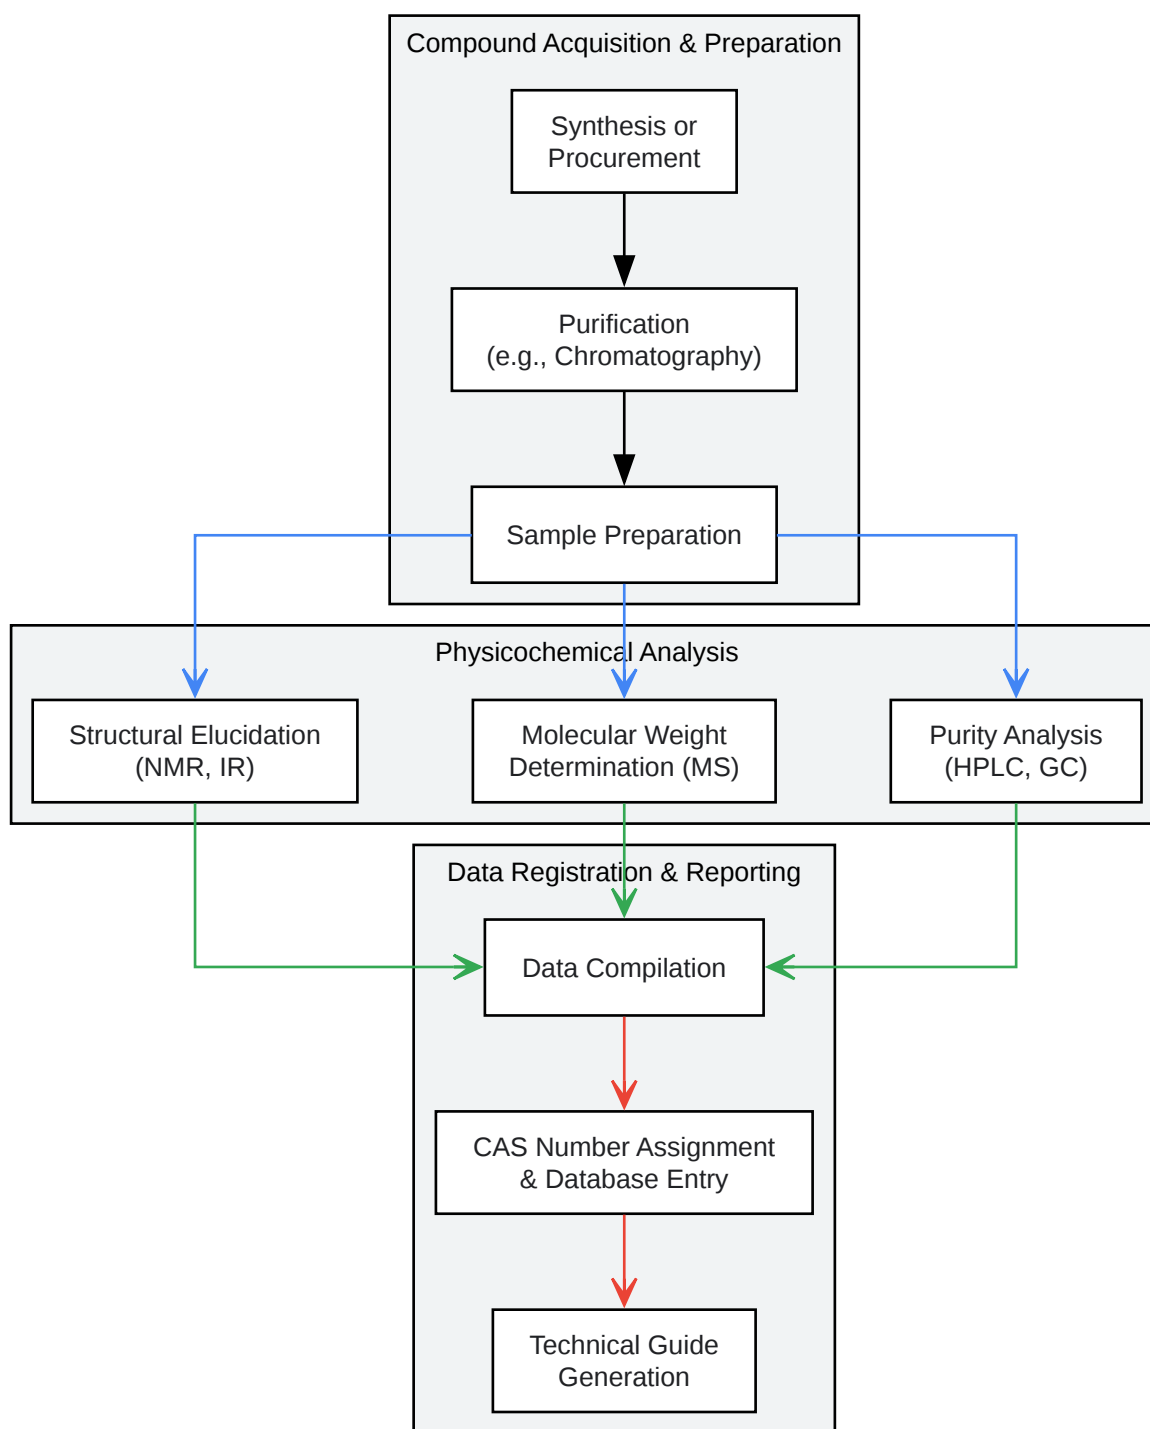 Compound Acquisition & Preparation
Synthesis or
Procurement
Purification
(e.g., Chromatography)
Sample Preparation
Physicochemical Analysis
Structural Elucidation
(NMR, IR)
Molecular Weight
Determination (MS)
Purity Analysis
(HPLC, GC)
Data Registration & Reporting
Data Compilation
CAS Number Assignment
& Database Entry
Technical Guide
Generation